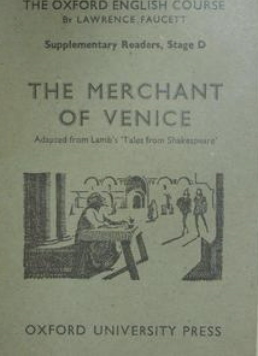 THE OXFORD ENGLISH COURSE
BY LAWRENCE FAUCETT
Supplementary Readers, Stage D
THE MERCHANT
OF VENICE
Adapted from Lamb's 'Tales from Shakespeare'
OXFORD UNIVERSITY PRESS